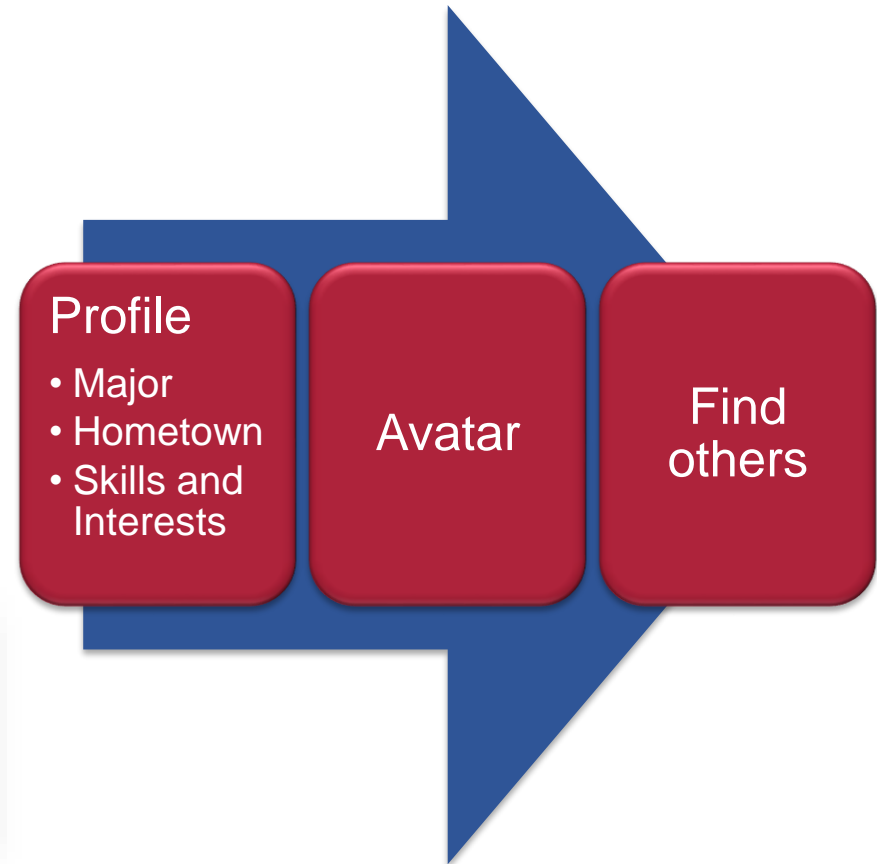 Profile
• Major
• Hometown
• Skills and
Interests
Avatar
Find
others